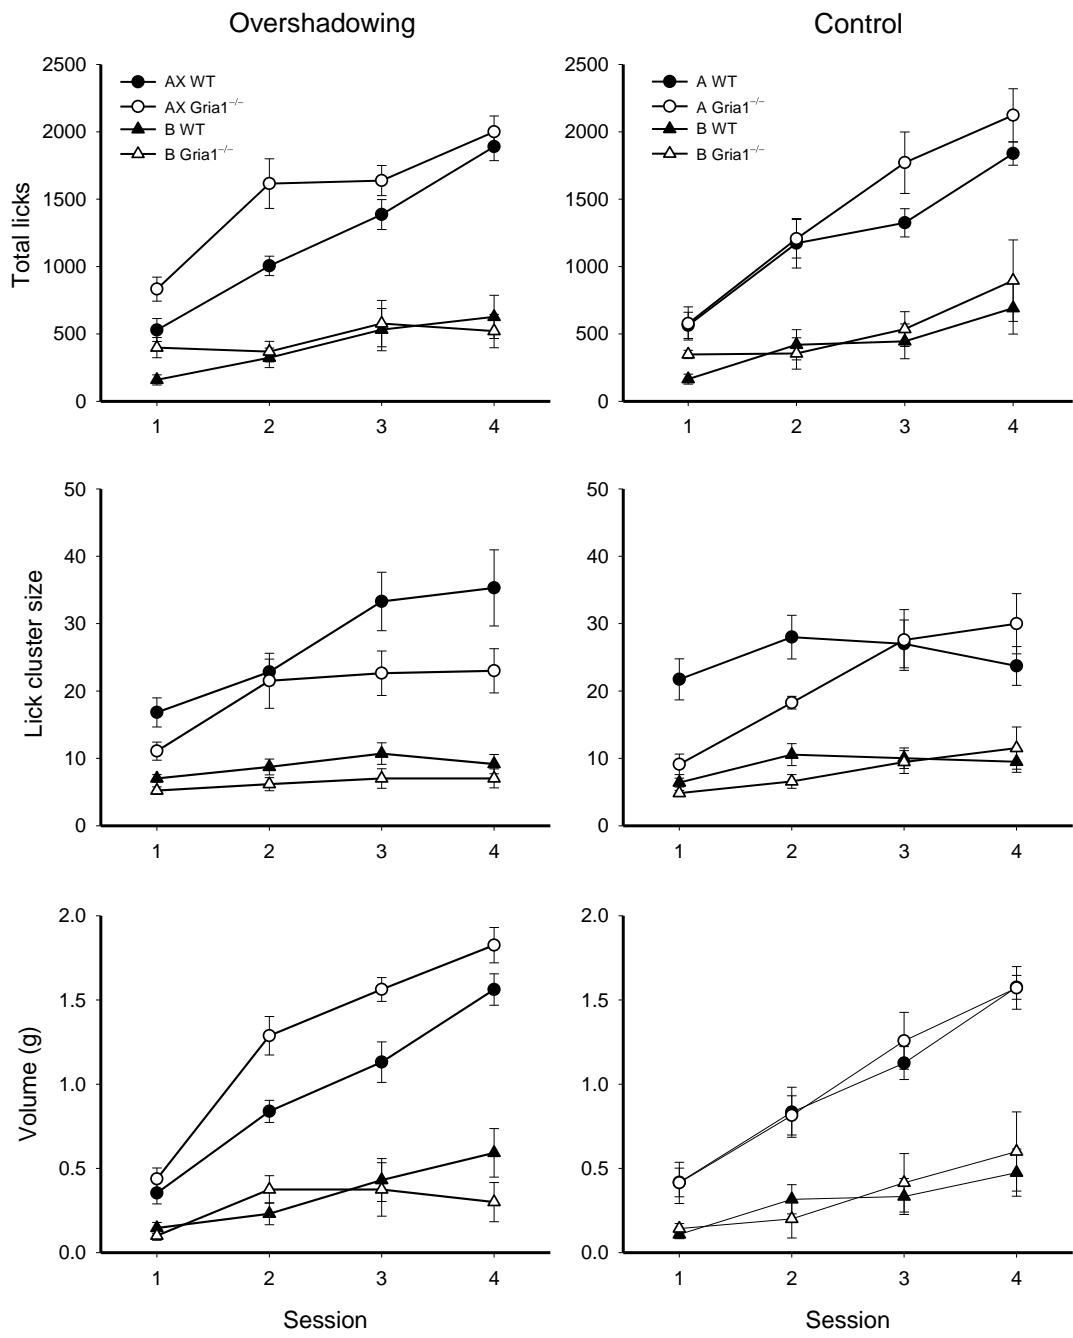 Overshadowing
Control
Total licks
2500
2000
1500
1000
500
0
AX WT
AX Gria1−/−
B WT
B Gria1−/−
1 2 3 4
2500
2000
1500
1000
500
0
A WT
A Gria1−/−
B WT
B Gria1−/−
1 2 3 4
Lick cluster size
50
40
30
20
10
0
1 2 3 4
50
40
30
20
10
0
1 2 3 4
Volume (g)
2.0
1.5
1.0
0.5
0.0
1 2 3 4
Session
2.0
1.5
1.0
0.5
0.0
1 2 3 4
Session